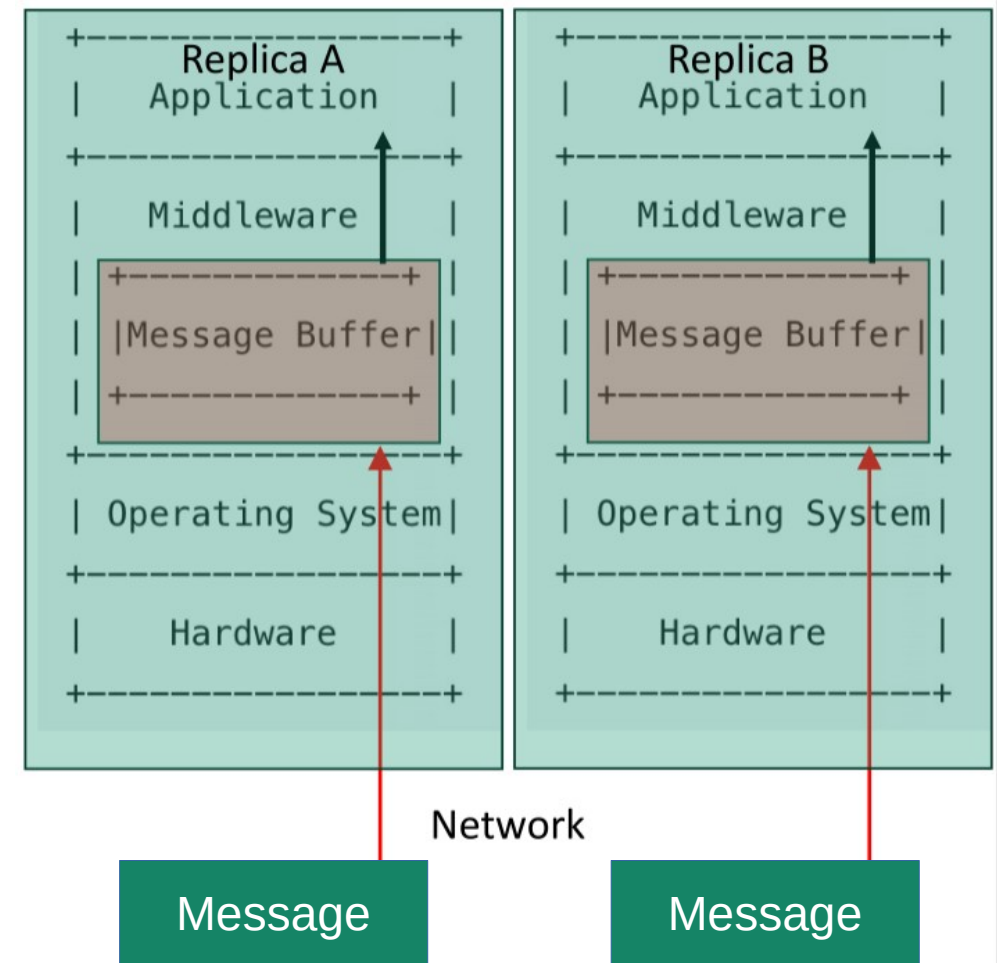 +------------------+
Replica A
| Application |
+------------------+
| Middleware |
| +--------------+ |
| |Message Buffer| |
| +--------------+ |
+------------------+
| Operating System|
+------------------+
| Hardware |
+------------------+
+------------------+
Replica B
| Application |
+------------------+
| Middleware |
| +--------------+ |
| |Message Buffer| |
| +--------------+ |
+------------------+
| Operating System|
+------------------+
| Hardware |
+------------------+
Network
Message
Message